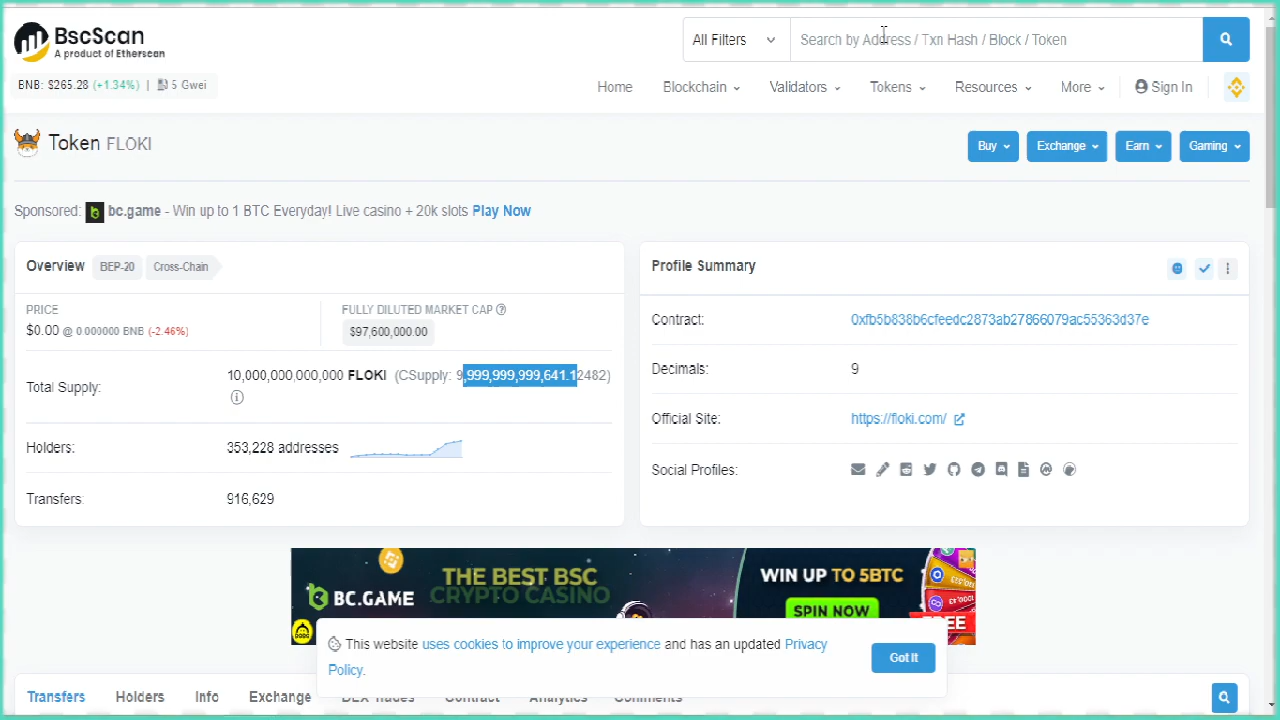 BscScan
A product of Etherscan
All Filters
Search by Address / Txn Hash / Block / Token
BNB: $265.28 (+1.34%) | 5 Gwei
Home Blockchain Validators Tokens Resources More Sign In
Token FLOKI
Buy Exchange Earn Gaming
Sponsored: bc.game - Win up to 1 BTC Everyday! Live casino + 20k slots Play Now
Overview BEP-20 Cross-Chain
PRICE
$0.00 @ 0.000000 BNB (-2.46%)
FULLY DILUTED MARKET CAP
$97,600,000.00
Total Supply: 10,000,000,000,000 FLOKI (CSupply: 9,999,999,999,641.12482)
Holders: 353,228 addresses
Transfers: 916,629
Profile Summary
Contract: 0xfb5b838b6cfeedc2873ab27866079ac55363d37e
Decimals: 9
Official Site: https://floki.com/
Social Profiles:
BC.GAME
THE BEST BSC
CRYPTO CASINO
WIN UP TO 5BTC
SPIN NOW
This website uses cookies to improve your experience and has an updated Privacy
Policy.
Got It
Transfers Holders Info Exchange DEX Trades Contract Analytics Comments